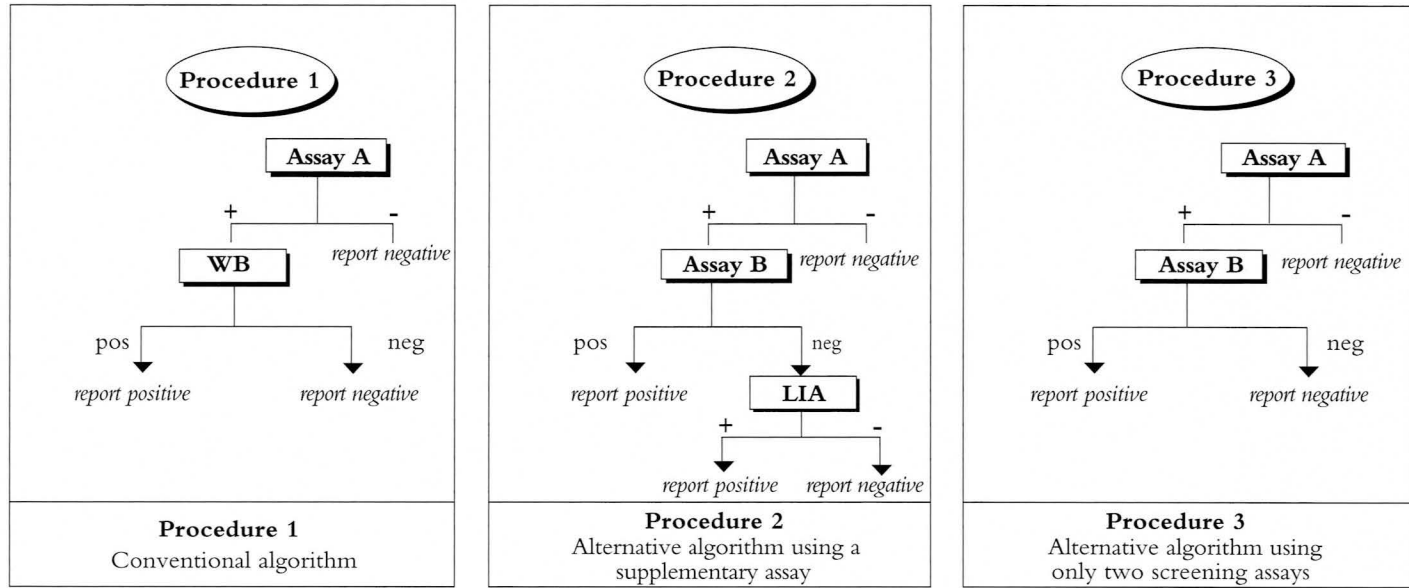 Procedure 1
Assay A
+
-
WB
report negative
pos
neg
report positive
report negative
Procedure 1
Conventional algorithm
Procedure 2
Assay A
+
-
Assay B
report negative
pos
neg
report positive
LIA
+
-
report positive
report negative
Procedure 2
Alternative algorithm using a
supplementary assay
Procedure 3
Assay A
+
-
Assay B
report negative
pos
neg
report positive
report negative
Procedure 3
Alternative algorithm using
only two screening assays